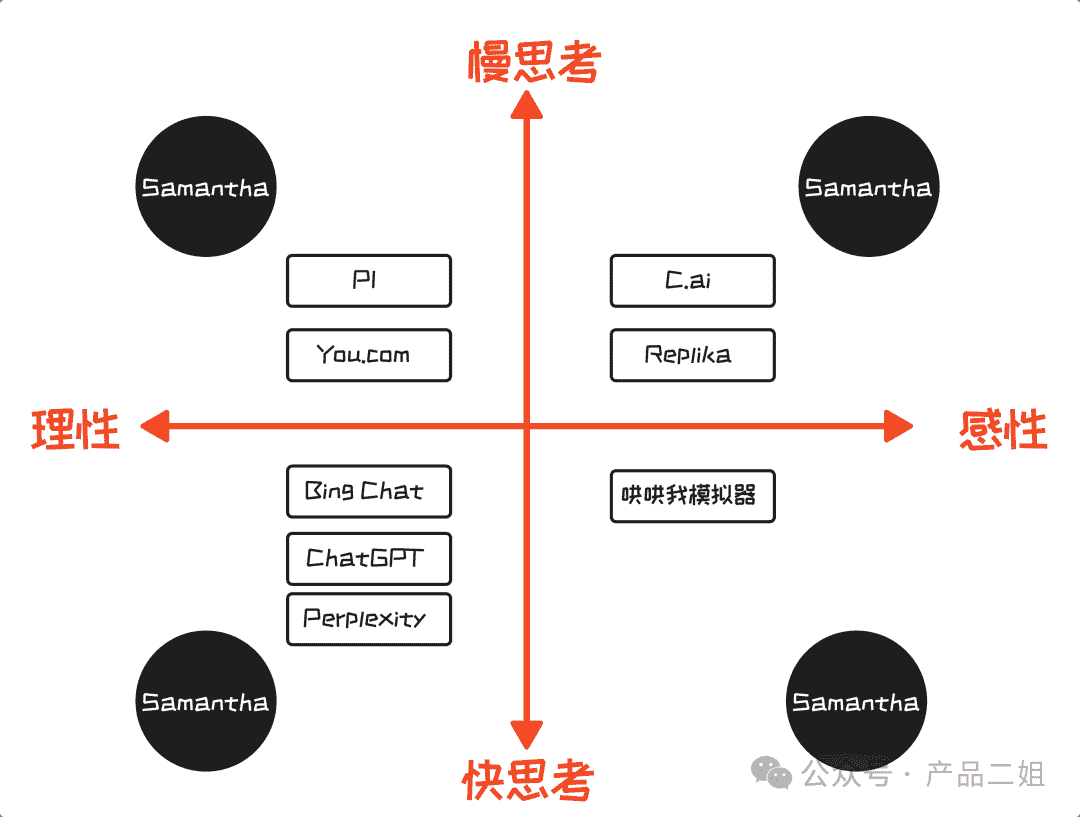 慢思考
Samantha
Samantha
PI
C.ai
You.com
Replika
理性
感性
Bing Chat
哄哄我模拟器
ChatGPT
Perplexity
Samantha
Samantha
快思考
公众号 · 产品二姐